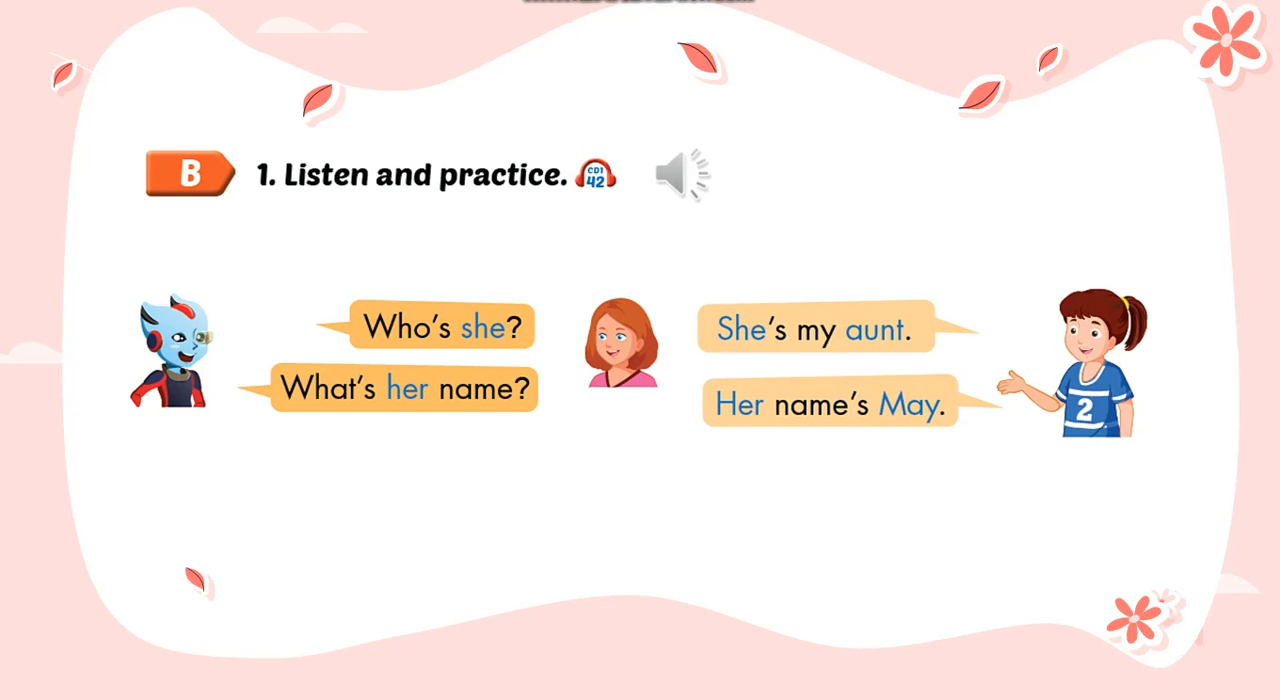 B
1. Listen and practice.
CD1
42
Who's she?
What's her name?
She's my aunt.
Her name's May.
2